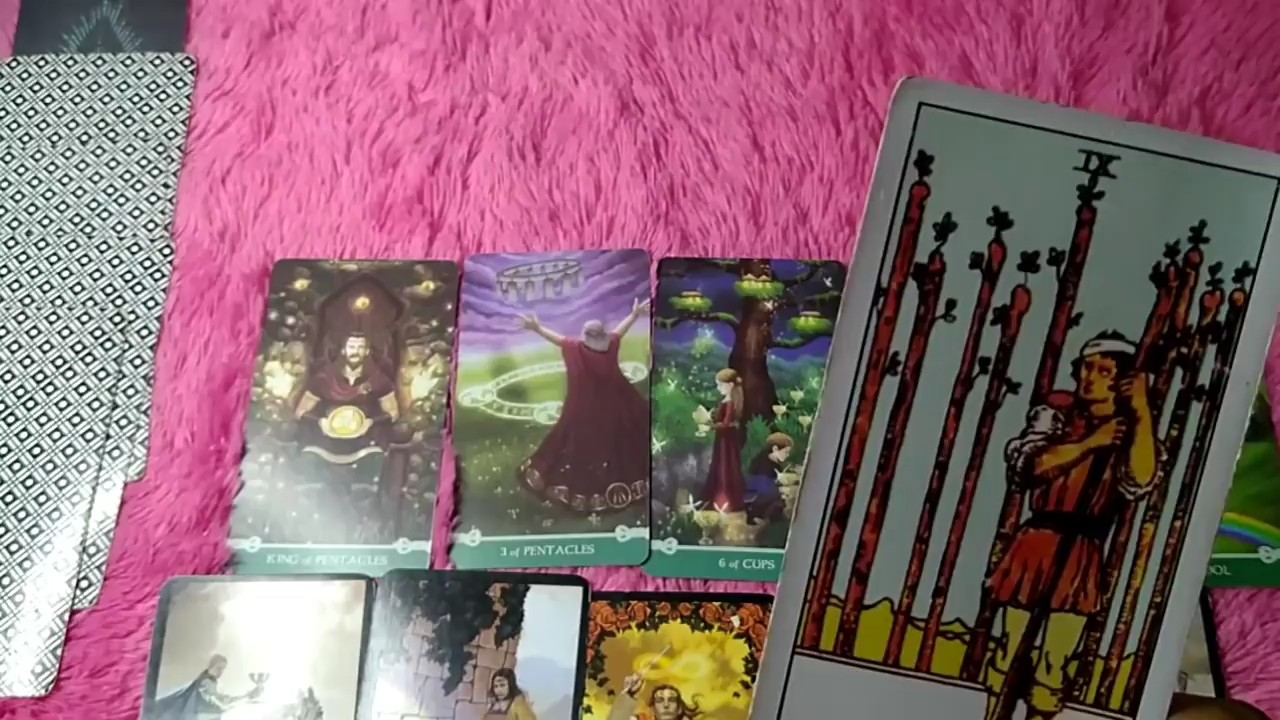 IX
KING of PENTACLES
3 of PENTACLES
6 of CUPS